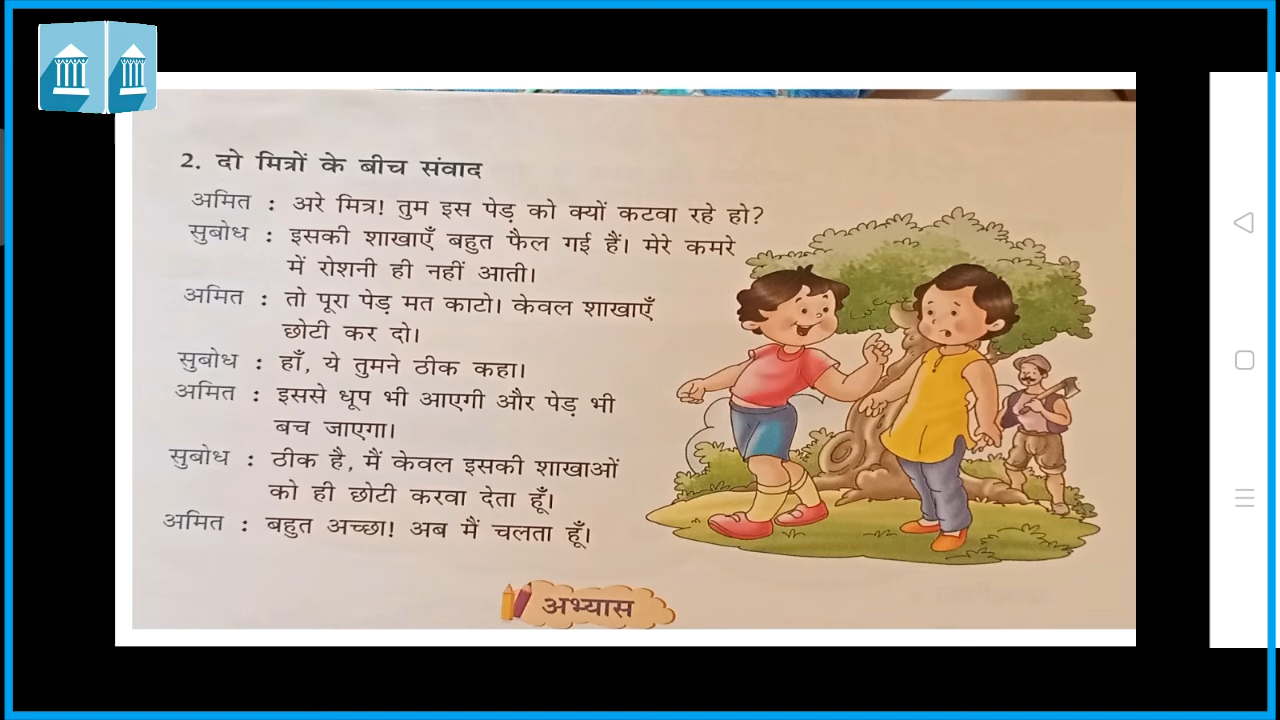 2. दो मित्रों के बीच संवाद
अमित : अरे मित्र! तुम इस पेड़ को क्यों कटवा रहे हो?
सुबोध : इसकी शाखाएँ बहुत फैल गई हैं। मेरे कमरे
में रोशनी ही नहीं आती।
अमित : तो पूरा पेड़ मत काटो। केवल शाखाएँ
छोटी कर दो।
सुबोध : हाँ, ये तुमने ठीक कहा।
अमित : इससे धूप भी आएगी और पेड़ भी
बच जाएगा।
सुबोध : ठीक है, मैं केवल इसकी शाखाओं
को ही छोटी करवा देता हूँ।
अमित : बहुत अच्छा! अब मैं चलता हूँ।
अभ्यास